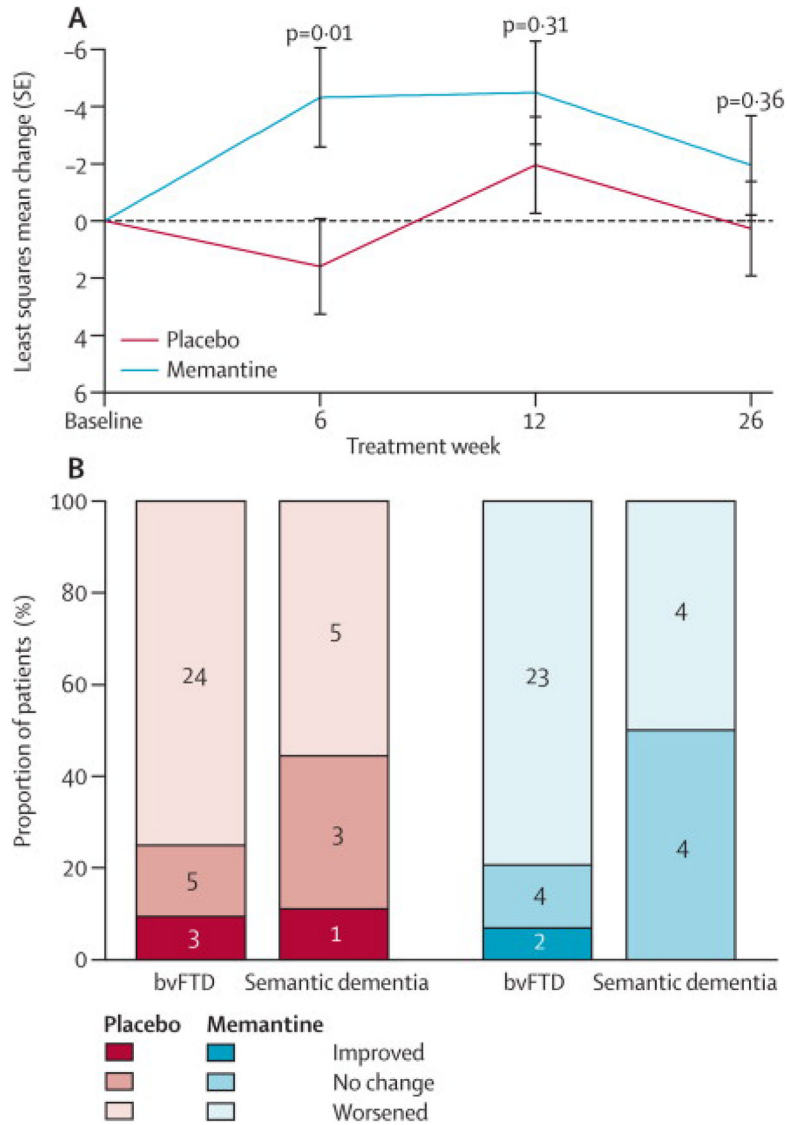 A
p=0·01
p=0·31
p=0·36
Least squares mean change (SE)
–6
–4
–2
0
2
4
6
Placebo
Memantine
Baseline
6
12
26
Treatment week
B
Proportion of patients (%)
100
80
60
40
20
0
24
5
3
5
3
1
23
4
2
4
4
bvFTD
Semantic dementia
bvFTD
Semantic dementia
Placebo Memantine
Improved
No change
Worsened